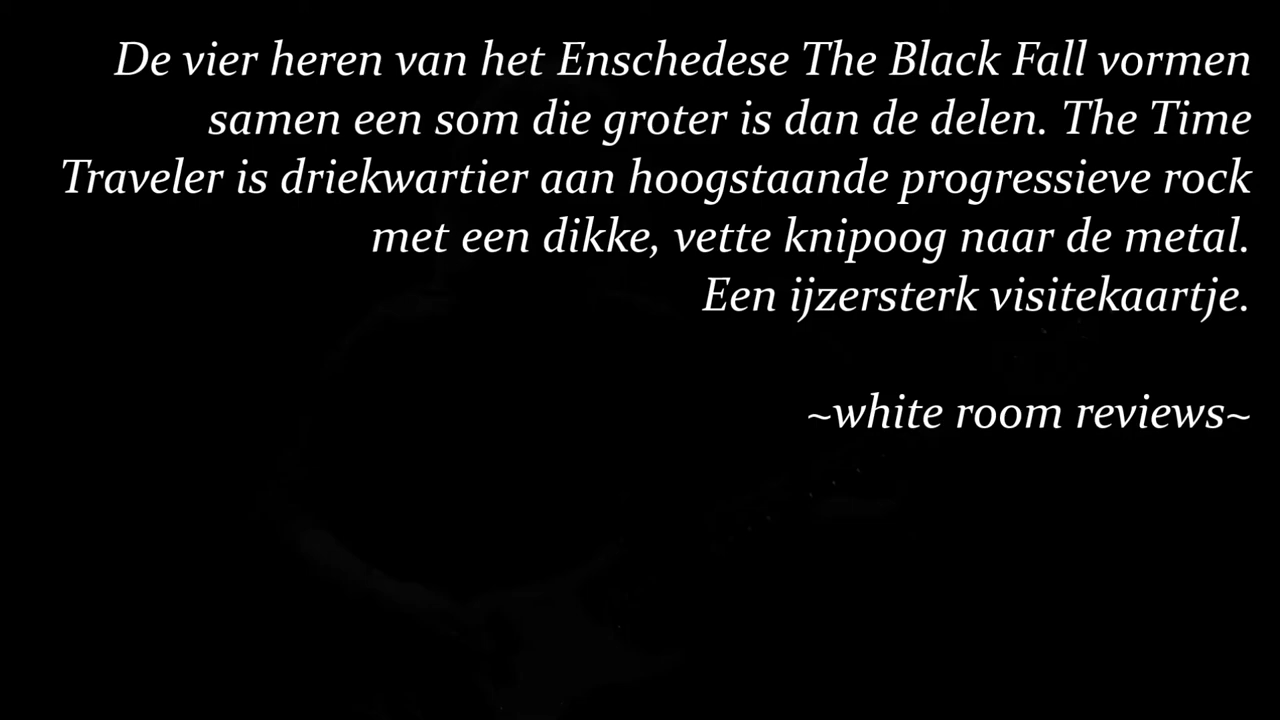 De vier heren van het Enschedese The Black Fall vormen
samen een som die groter is dan de delen. The Time
Traveler is driekwartier aan hoogstaande progressieve rock
met een dikke, vette knipoog naar de metal.
Een ijzersterk visitekaartje.
~white room reviews~